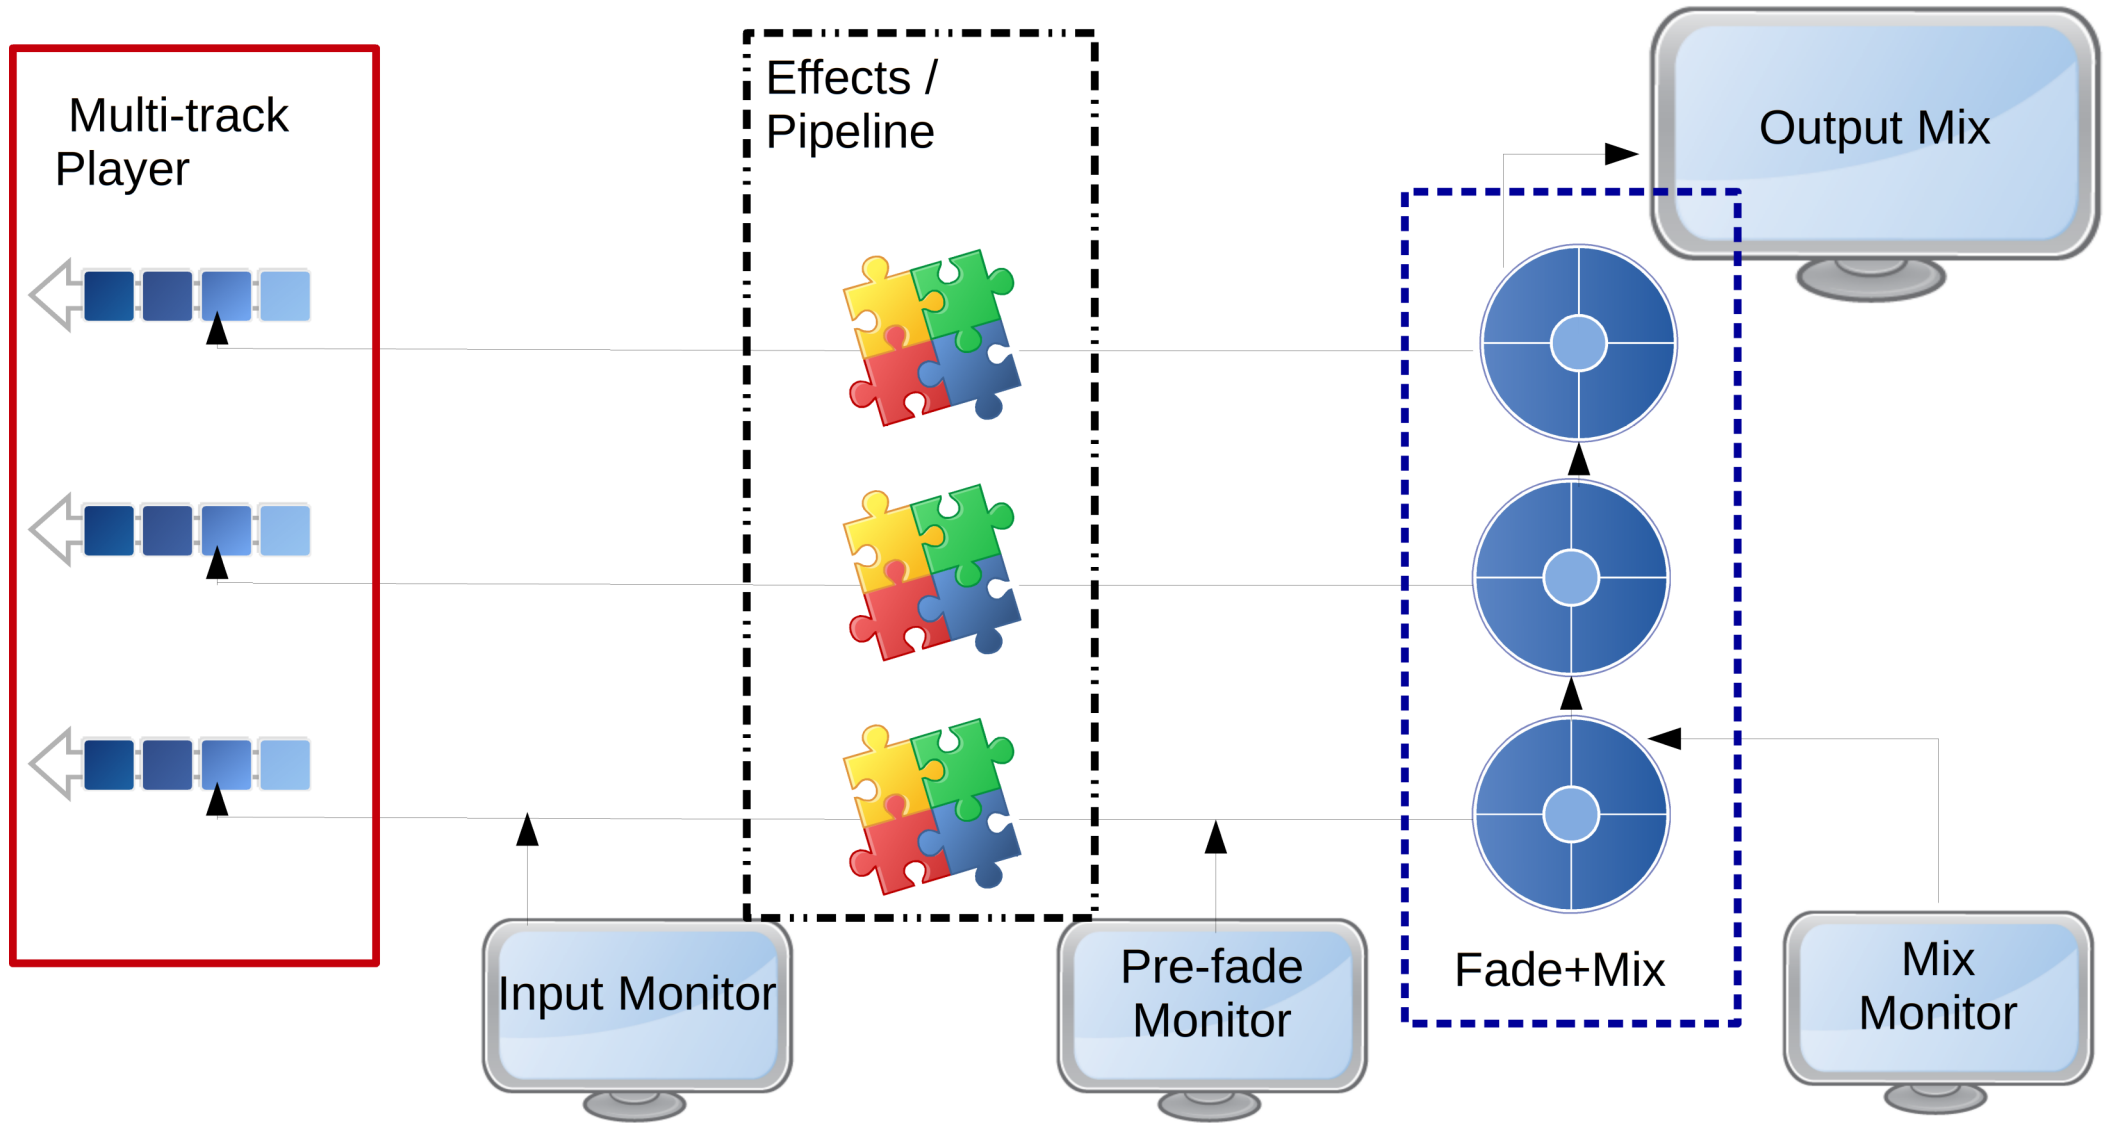 Multi-track
Player
Effects /
Pipeline
Output Mix
Input Monitor
Pre-fade
Monitor
Fade+Mix
Mix
Monitor